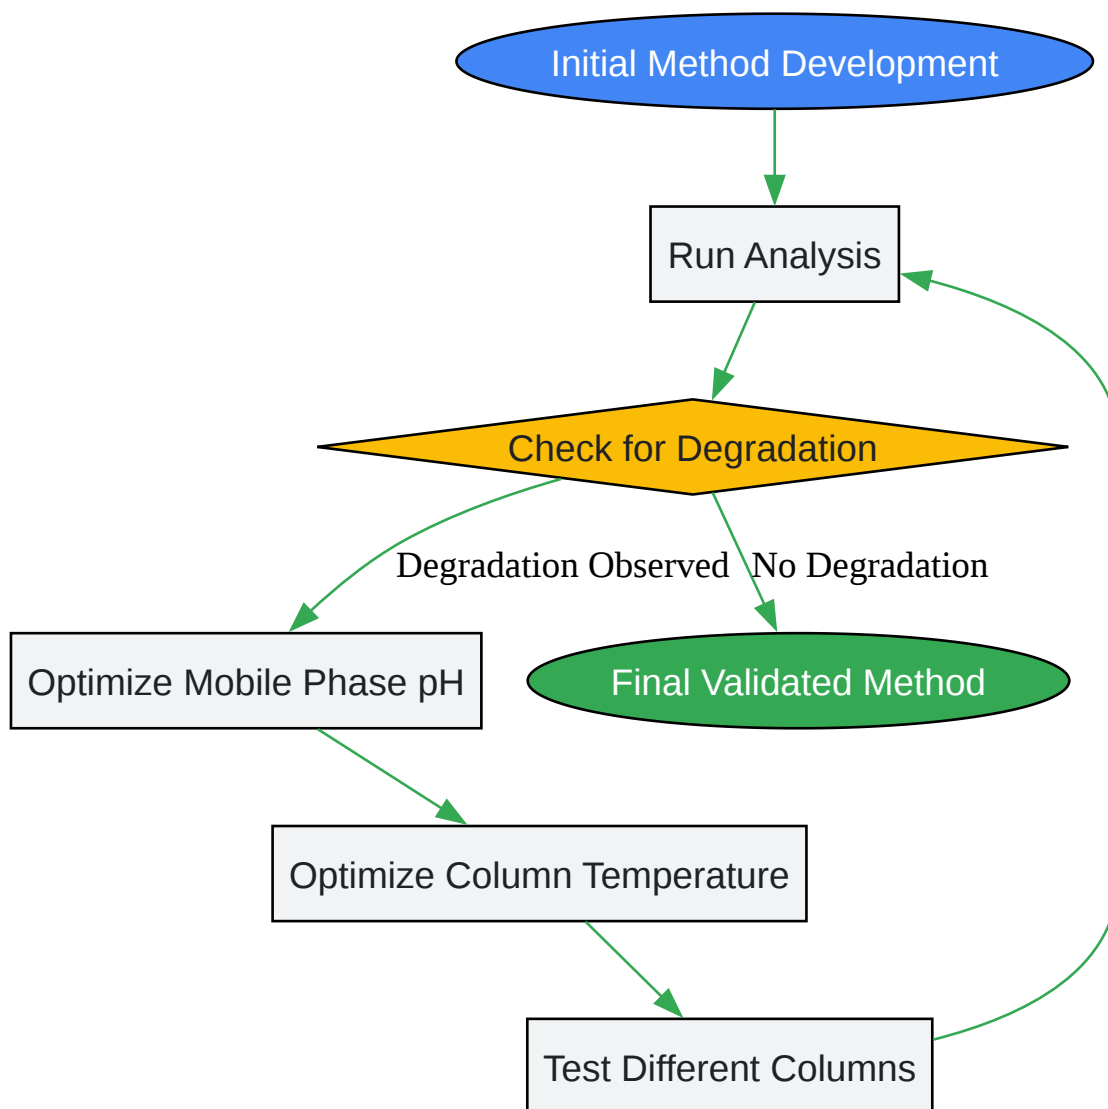 Initial Method Development
Run Analysis
Check for Degradation
Degradation Observed
No Degradation
Optimize Mobile Phase pH
Final Validated Method
Optimize Column Temperature
Test Different Columns